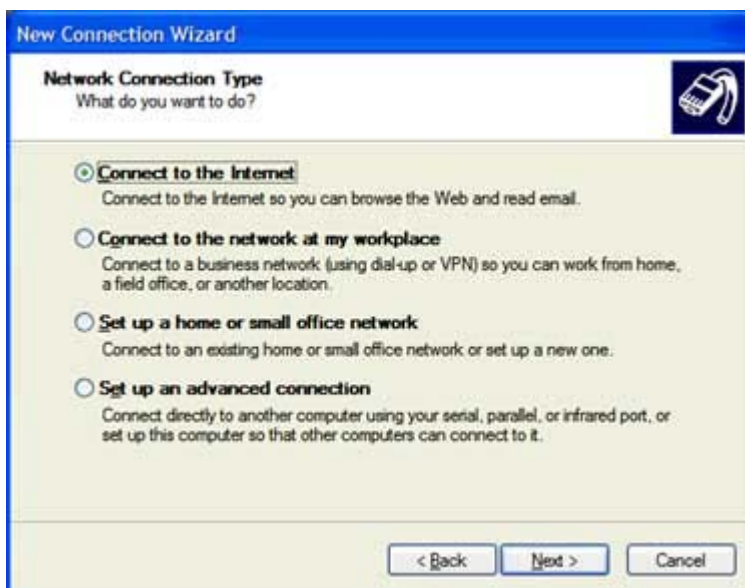 New Connection Wizard
Network Connection Type
What do you want to do?
Connect to the Internet
Connect to the Internet so you can browse the Web and read email.
Connect to the network at my workplace
Connect to a business network (using dial-up or VPN) so you can work from home,
a field office, or another location.
Set up a home or small office network
Connect to an existing home or small office network or set up a new one.
Set up an advanced connection
Connect directly to another computer using your serial, parallel, or infrared port, or
set up this computer so that other computers can connect to it.
< Back Next > Cancel